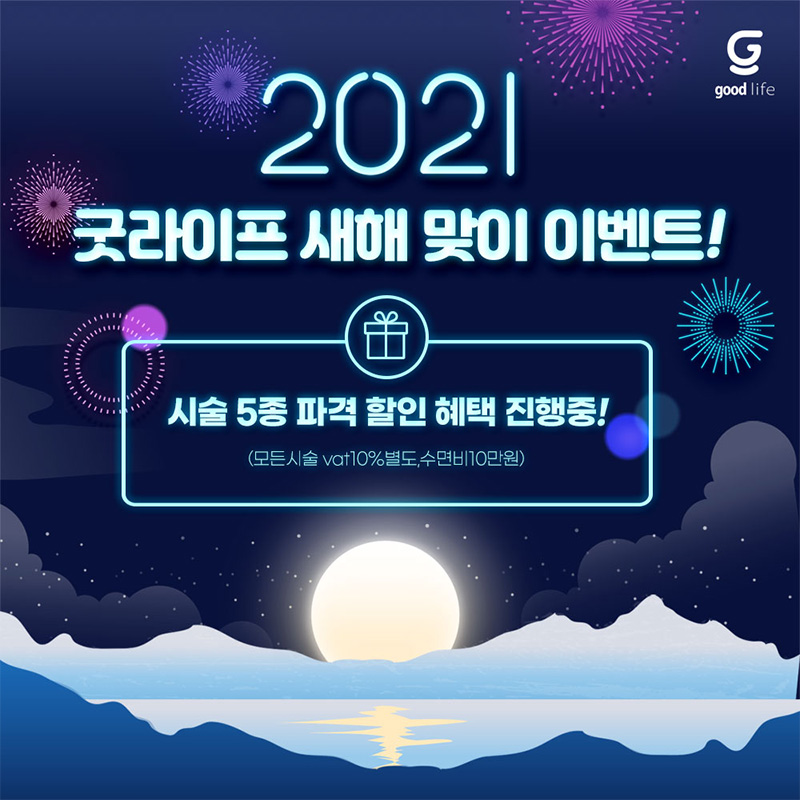 good life
2021
굿라이프 새해 맞이 이벤트!
시술 5종 파격 할인 혜택 진행중!
(모든시술 vat10%별도,수면비10만원)